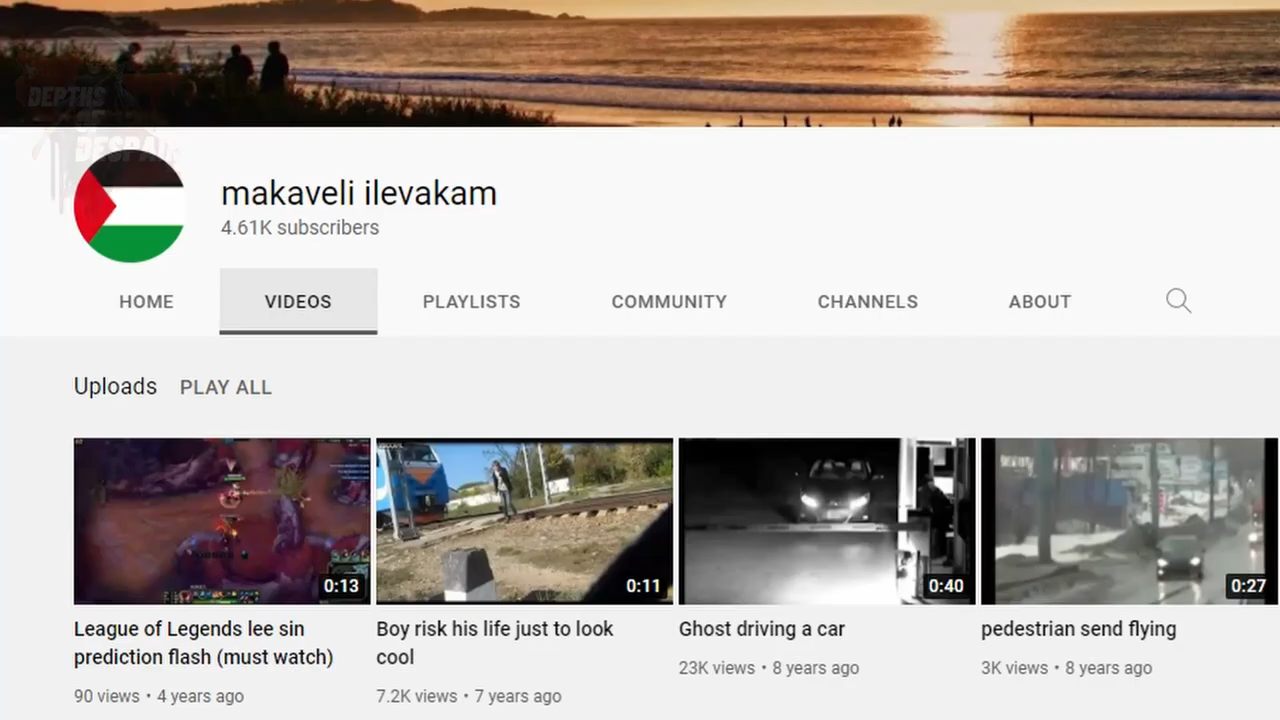 DEPTHS
OF
DESPAIR
makaveli ilevakam
4.61K subscribers
HOME VIDEOS PLAYLISTS COMMUNITY CHANNELS ABOUT
Uploads PLAY ALL
0:13 0:11 0:40 0:27
League of Legends lee sin
prediction flash (must watch)
90 views • 4 years ago
Boy risk his life just to look
cool
7.2K views • 7 years ago
Ghost driving a car
23K views • 8 years ago
pedestrian send flying
3K views • 8 years ago